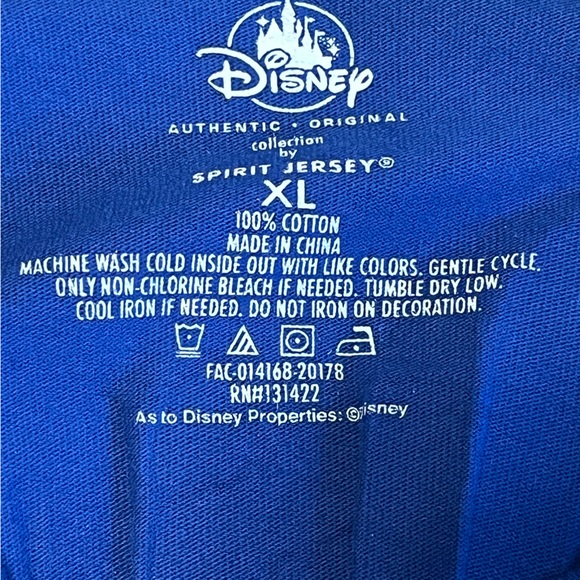 Disney
AUTHENTIC • ORIGINAL
collection
by
SPIRIT JERSEY®
XL
100% COTTON
MADE IN CHINA
MACHINE WASH COLD INSIDE OUT WITH LIKE COLORS. GENTLE CYCLE.
ONLY NON-CHLORINE BLEACH IF NEEDED. TUMBLE DRY LOW.
COOL IRON IF NEEDED. DO NOT IRON ON DECORATION.
FAC-014168-20178
RN#131422
As to Disney Properties: ©Disney